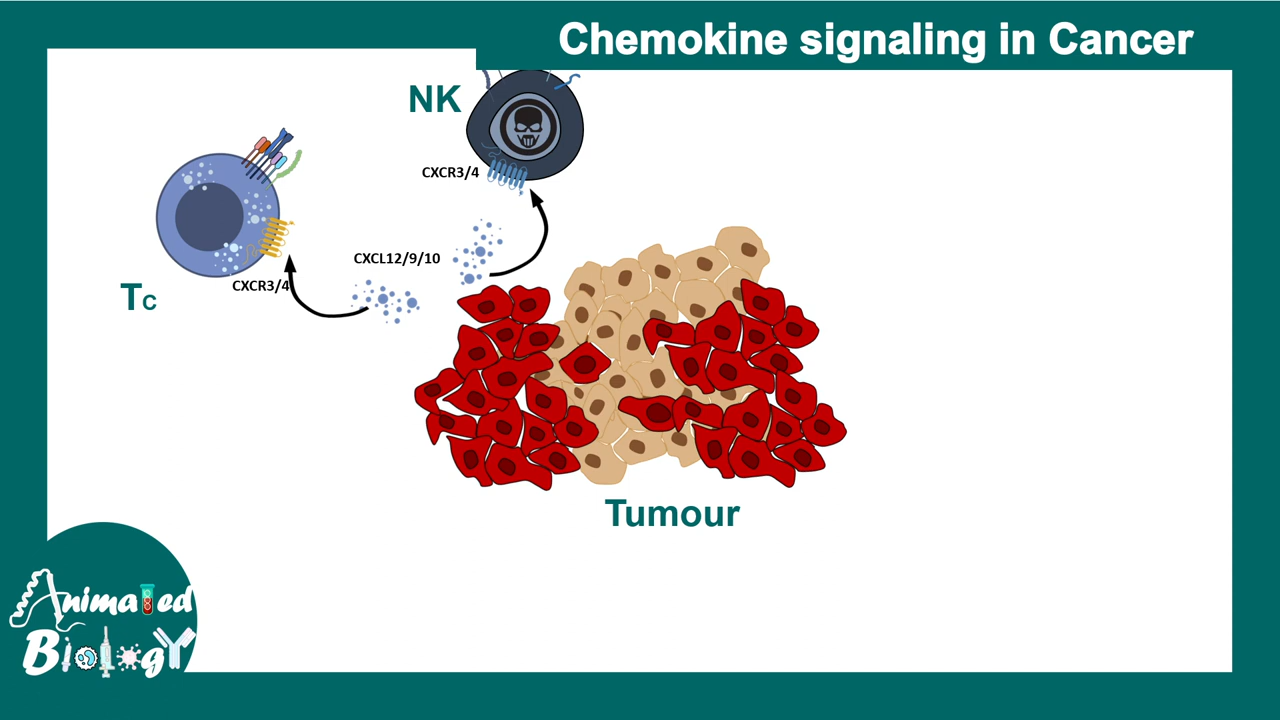 Chemokine signaling in Cancer
NK
CXCR3/4
CXCL12/9/10
CXCR3/4
Tc
Tumour
Animated
Biology